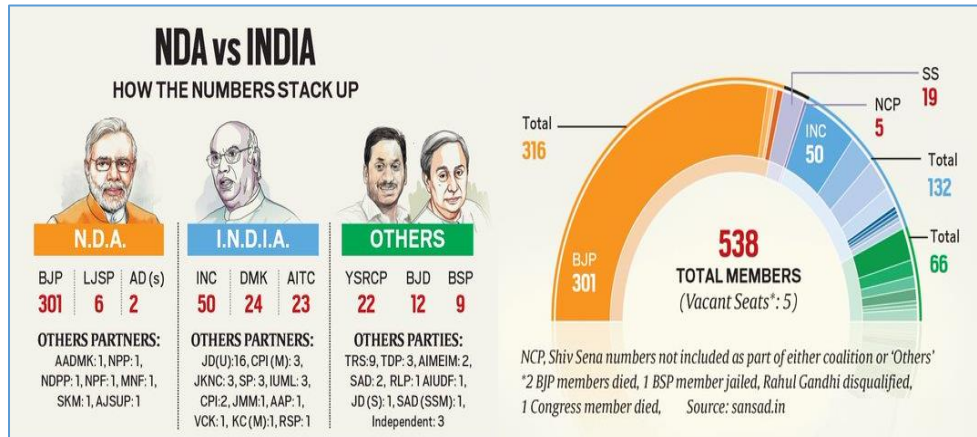 NDA vs INDIA
HOW THE NUMBERS STACK UP
N.D.A.
BJP LJSP AD (s)
301 6 2
OTHERS PARTNERS:
AADMK: 1, NPP: 1,
NDPP: 1, NPF: 1, MNF: 1,
SKM: 1, AJSUP: 1
I.N.D.I.A.
INC DMK AITC
50 24 23
OTHERS PARTNERS:
JD(U):16, CPI (M): 3,
JKNC: 3, SP: 3, IUML: 3,
CPI:2, JMM:1, AAP: 1,
VCK: 1, KC (M):1, RSP: 1
OTHERS
YSRCP BJD BSP
22 12 9
OTHERS PARTIES:
TRS:9, TDP: 3, AIMEIM: 2,
SAD: 2, RLP: 1 AIUDF: 1,
JD (S): 1, SAD (SSM): 1,
Independent: 3
Total
316
BJP
301
SS
19
NCP
5
INC
50
Total
132
Total
66
538
TOTAL MEMBERS
(Vacant Seats*: 5)
NCP, Shiv Sena numbers not included as part of either coalition or ‘Others’
*2 BJP members died, 1 BSP member jailed, Rahul Gandhi disqualified,
1 Congress member died, Source: sansad.in